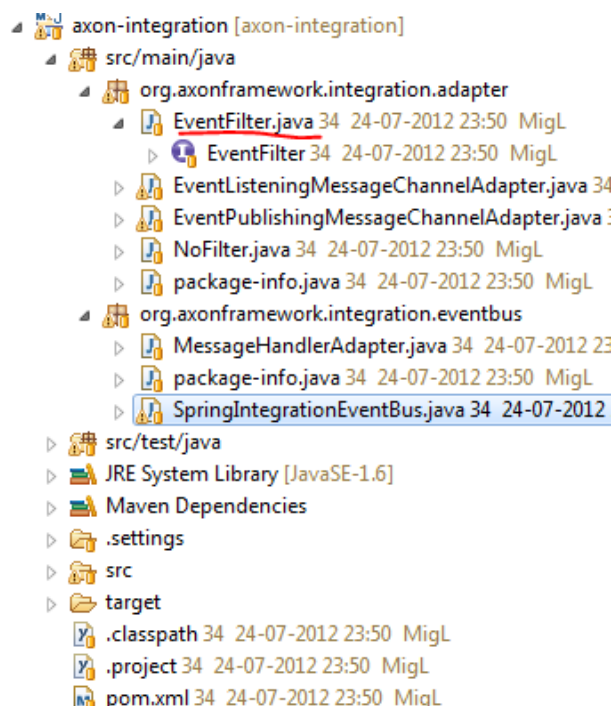 axon-integration [axon-integration]
src/main/java
org.axonframework.integration.adapter
EventFilter.java 34 24-07-2012 23:50 MigL
EventFilter 34 24-07-2012 23:50 MigL
EventListeningMessageChannelAdapter.java 34
EventPublishingMessageChannelAdapter.java 3
NoFilter.java 34 24-07-2012 23:50 MigL
package-info.java 34 24-07-2012 23:50 MigL
org.axonframework.integration.eventbus
MessageHandlerAdapter.java 34 24-07-2012 23
package-info.java 34 24-07-2012 23:50 MigL
SpringIntegrationEventBus.java 34 24-07-2012
src/test/java
JRE System Library [JavaSE-1.6]
Maven Dependencies
.settings
src
target
.classpath 34 24-07-2012 23:50 MigL
.project 34 24-07-2012 23:50 MigL
pom.xml 34 24-07-2012 23:50 MigL